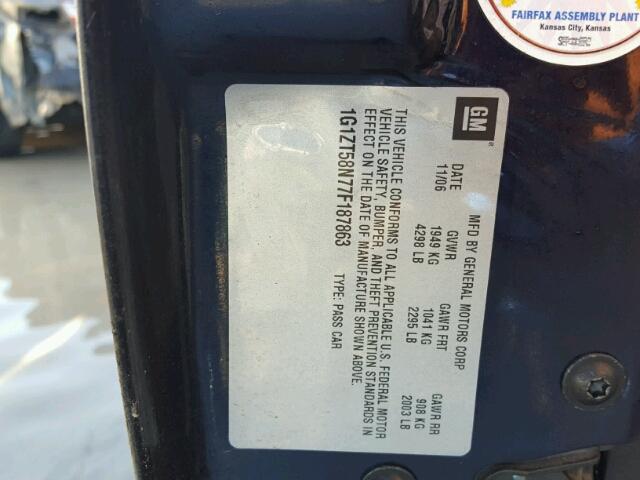 FAIRFAX ASSEMBLY PLANT
Kansas City, Kansas
GM
MFD BY GENERAL MOTORS CORP
DATE GVWR GAWR FRT GAWR RR
11/06 1949 KG 1041 KG 908 KG
4298 LB 2295 LB 2003 LB
THIS VEHICLE CONFORMS TO ALL APPLICABLE U.S. FEDERAL MOTOR
VEHICLE SAFETY, BUMPER, AND THEFT PREVENTION STANDARDS IN
EFFECT ON THE DATE OF MANUFACTURE SHOWN ABOVE.
1G1ZT58N77F187863 TYPE: PASS CAR